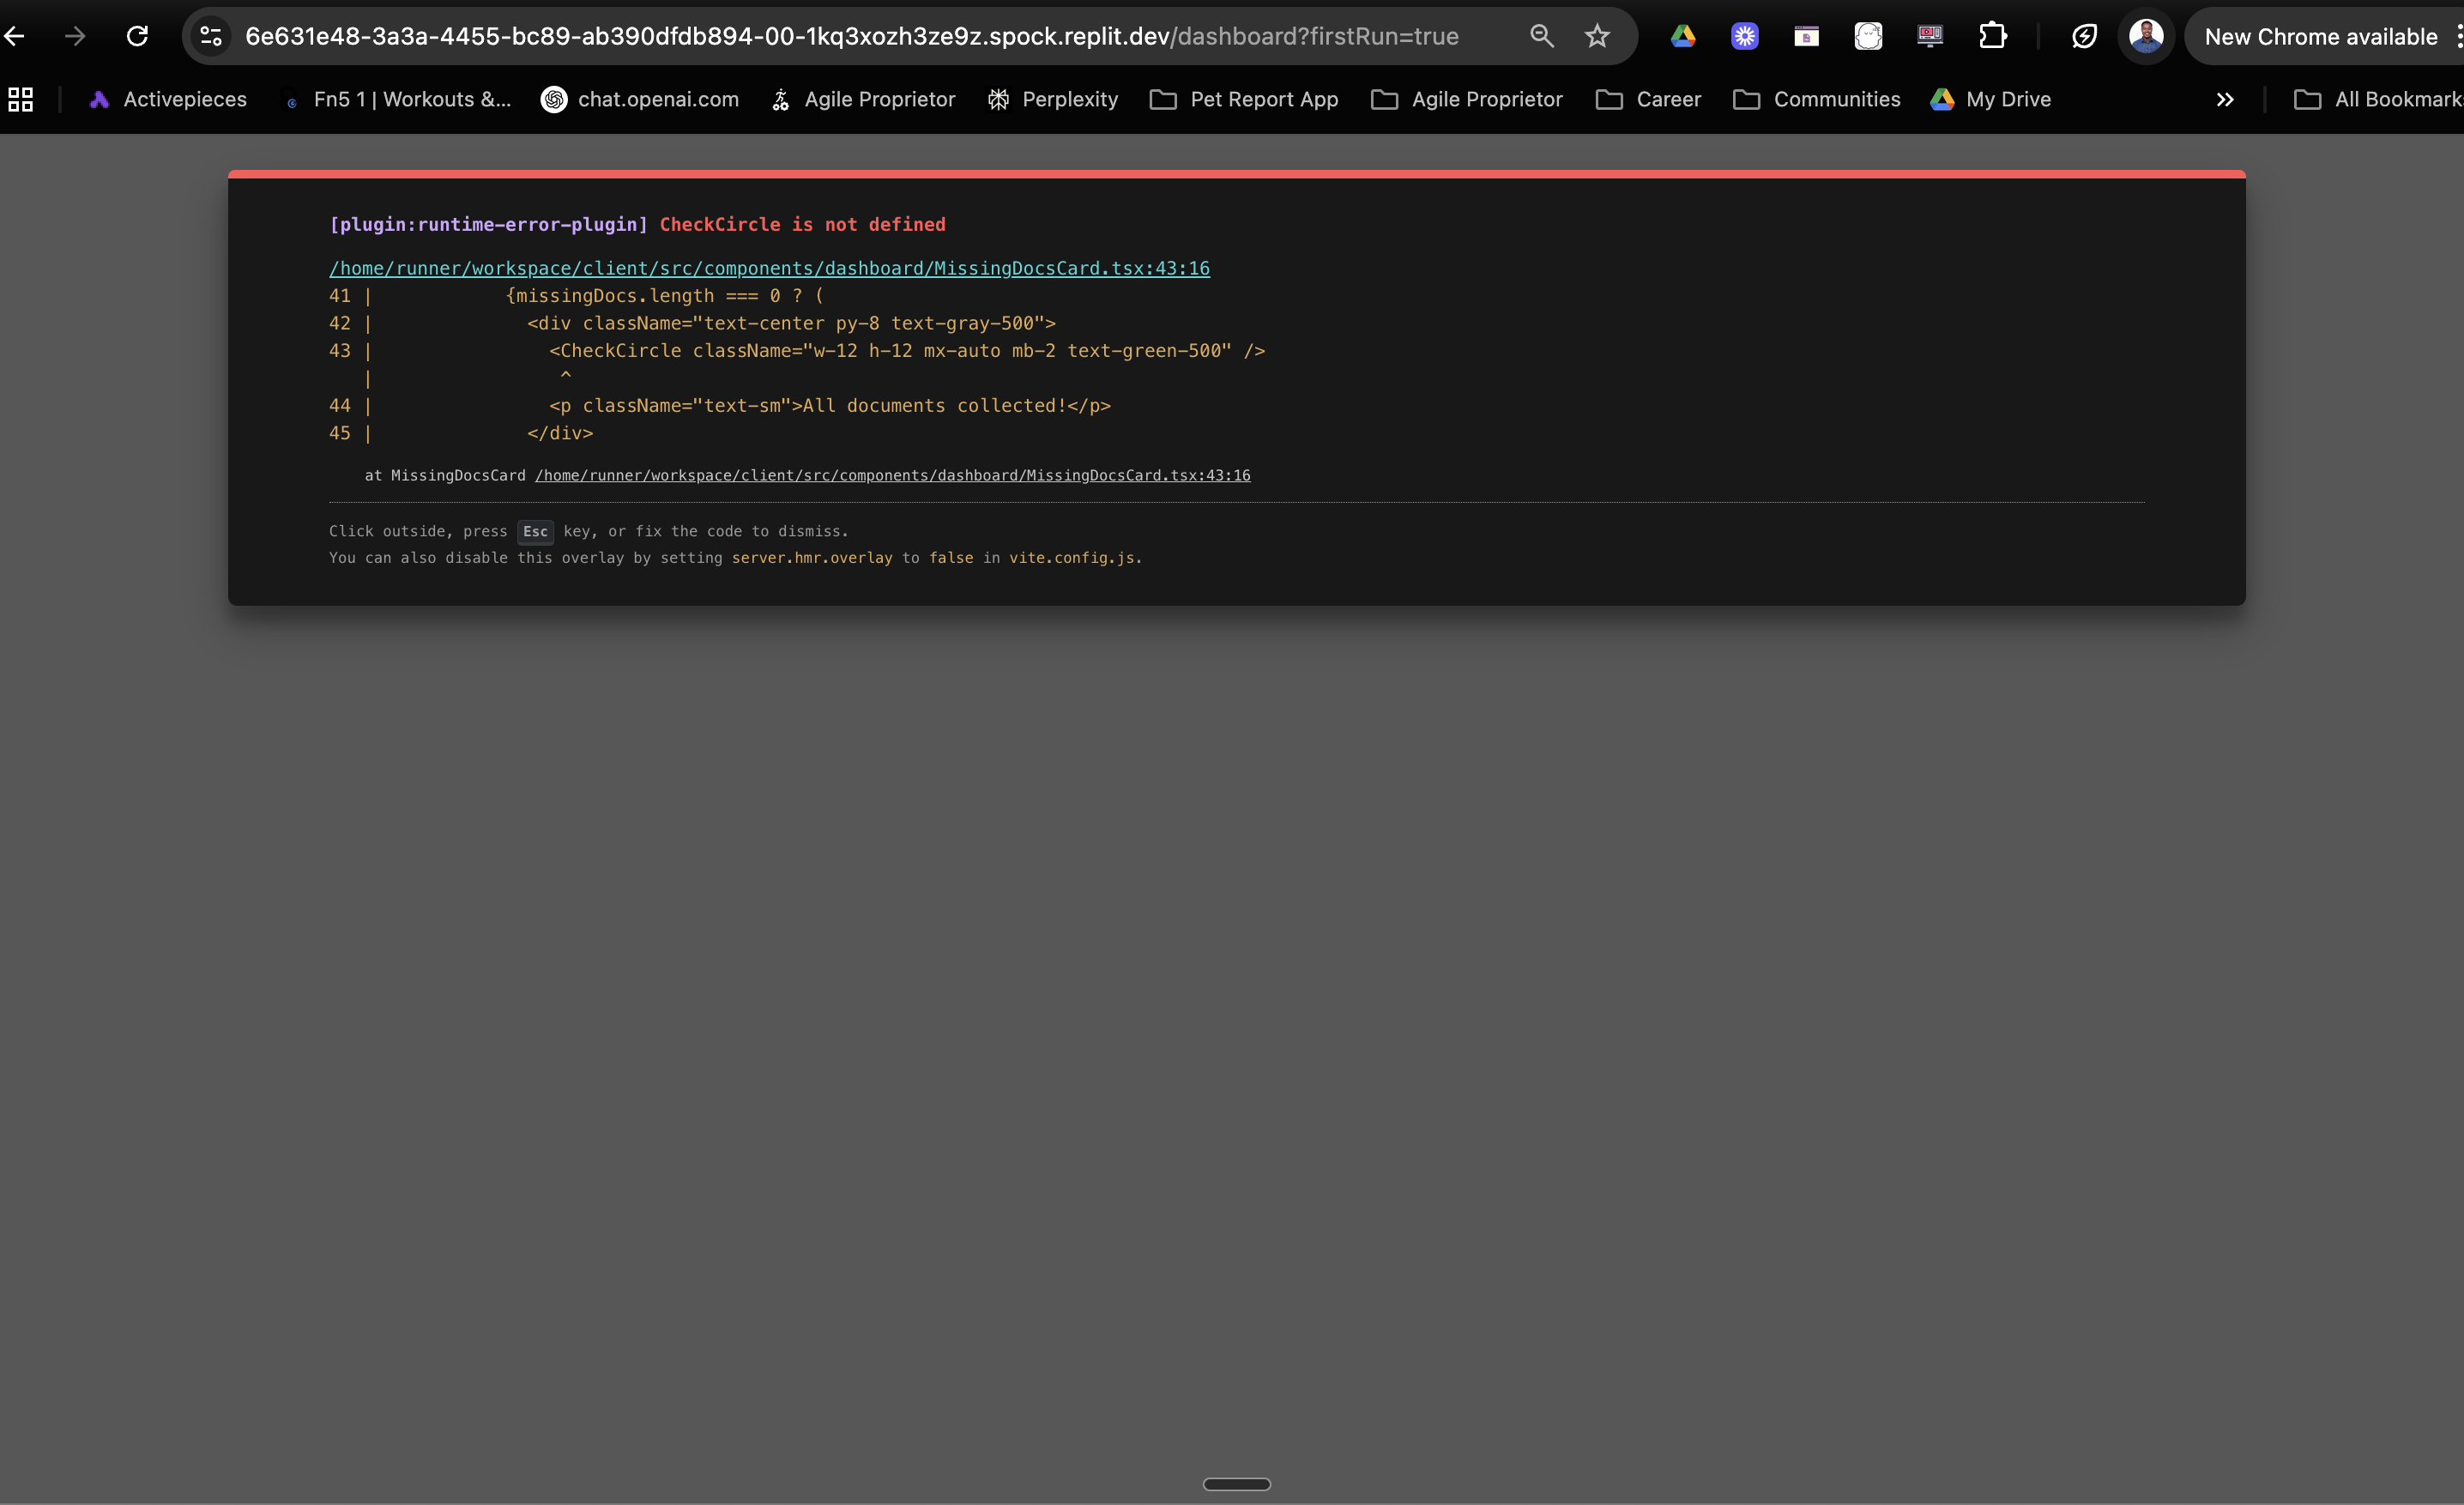 6e631e48-3a3a-4455-bc89-ab390dfdb894-00-1kq3xozh3ze9z.spock.replit.dev/dashboard?firstRun=true New Chrome available
Activepieces Fn5 1 | Workouts &... chat.openai.com Agile Proprietor Perplexity Pet Report App Agile Proprietor Career Communities My Drive All Bookmark
[plugin:runtime-error-plugin] CheckCircle is not defined
/home/runner/workspace/client/src/components/dashboard/MissingDocsCard.tsx:43:16
41 |            {missingDocs.length === 0 ? (
42 |              <div className="text-center py-8 text-gray-500">
43 |                <CheckCircle className="w-12 h-12 mx-auto mb-2 text-green-500" />
   |                 ^
44 |                <p className="text-sm">All documents collected!</p>
45 |              </div>
at MissingDocsCard /home/runner/workspace/client/src/components/dashboard/MissingDocsCard.tsx:43:16
Click outside, press Esc key, or fix the code to dismiss.
You can also disable this overlay by setting server.hmr.overlay to false in vite.config.js.